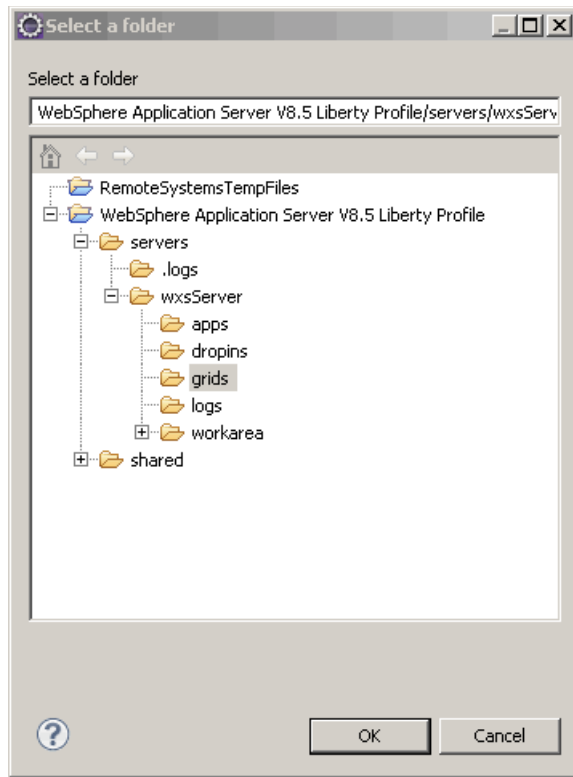 Select a folder
Select a folder
WebSphere Application Server V8.5 Liberty Profile/servers/wxsServ
RemoteSystemsTempFiles
WebSphere Application Server V8.5 Liberty Profile
servers
.logs
wxsServer
apps
dropins
grids
logs
workarea
shared
? OK Cancel